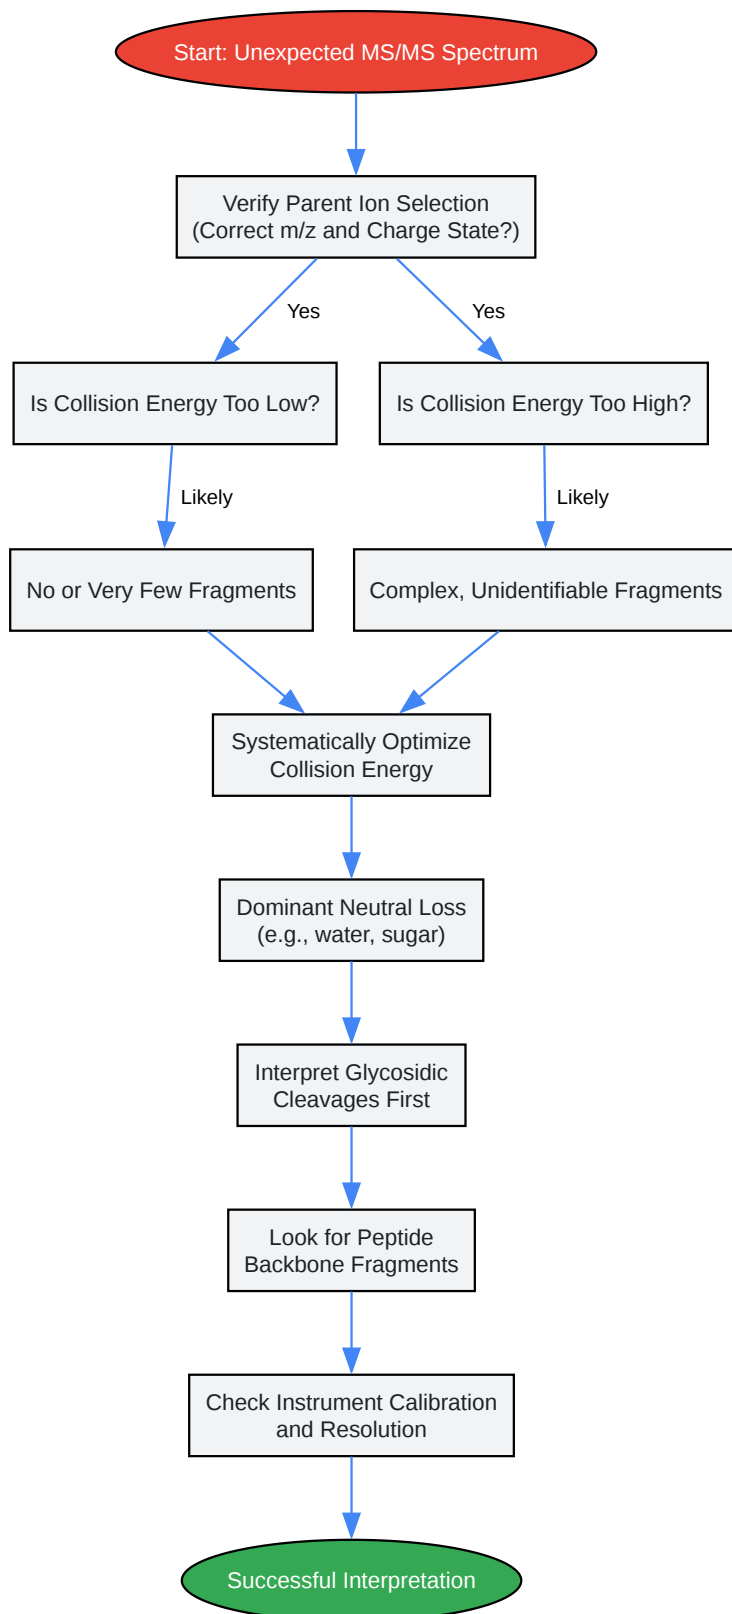 Start: Unexpected MS/MS Spectrum
Verify Parent Ion Selection
(Correct m/z and Charge State?)
Yes
Yes
Is Collision Energy Too Low?
Is Collision Energy Too High?
Likely
Likely
No or Very Few Fragments
Complex, Unidentifiable Fragments
Systematically Optimize
Collision Energy
Dominant Neutral Loss
(e.g., water, sugar)
Interpret Glycosidic
Cleavages First
Look for Peptide
Backbone Fragments
Check Instrument Calibration
and Resolution
Successful Interpretation